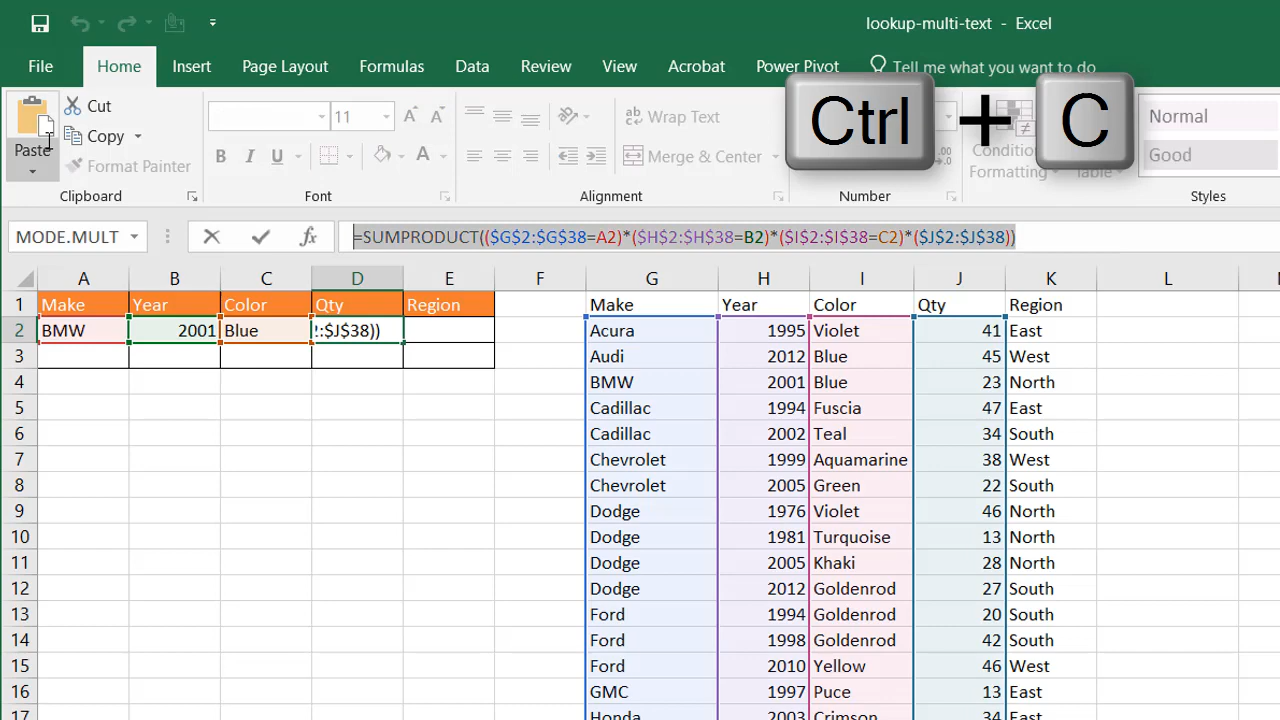 lookup-multi-text - Excel
File Home Insert Page Layout Formulas Data Review View Acrobat Power Pivot Tell me what you want to do
Paste
Cut
Copy
Format Painter
11
Wrap Text
Merge & Center
Formatting
Normal
Good
Clipboard Font Alignment Number Styles
Ctrl + C
MODE.MULT =SUMPRODUCT(($G$2:$G$38=A2)*($H$2:$H$38=B2)*($I$2:$I$38=C2)*($J$2:$J$38))
A B C D E F G H I J K L
1 Make Year Color Qty Region Make Year Color Qty Region
2 BMW 2001 Blue !:$J$38)) Acura 1995 Violet 41 East
3 Audi 2012 Blue 45 West
4 BMW 2001 Blue 23 North
5 Cadillac 1994 Fuscia 47 East
6 Cadillac 2002 Teal 34 South
7 Chevrolet 1999 Aquamarine 38 West
8 Chevrolet 2005 Green 22 South
9 Dodge 1976 Violet 46 North
10 Dodge 1981 Turquoise 13 North
11 Dodge 2005 Khaki 28 North
12 Dodge 2012 Goldenrod 27 South
13 Ford 1994 Goldenrod 20 South
14 Ford 1998 Goldenrod 42 South
15 Ford 2010 Yellow 46 West
16 GMC 1997 Puce 13 East
17 Honda 2003 Crimson 34 East